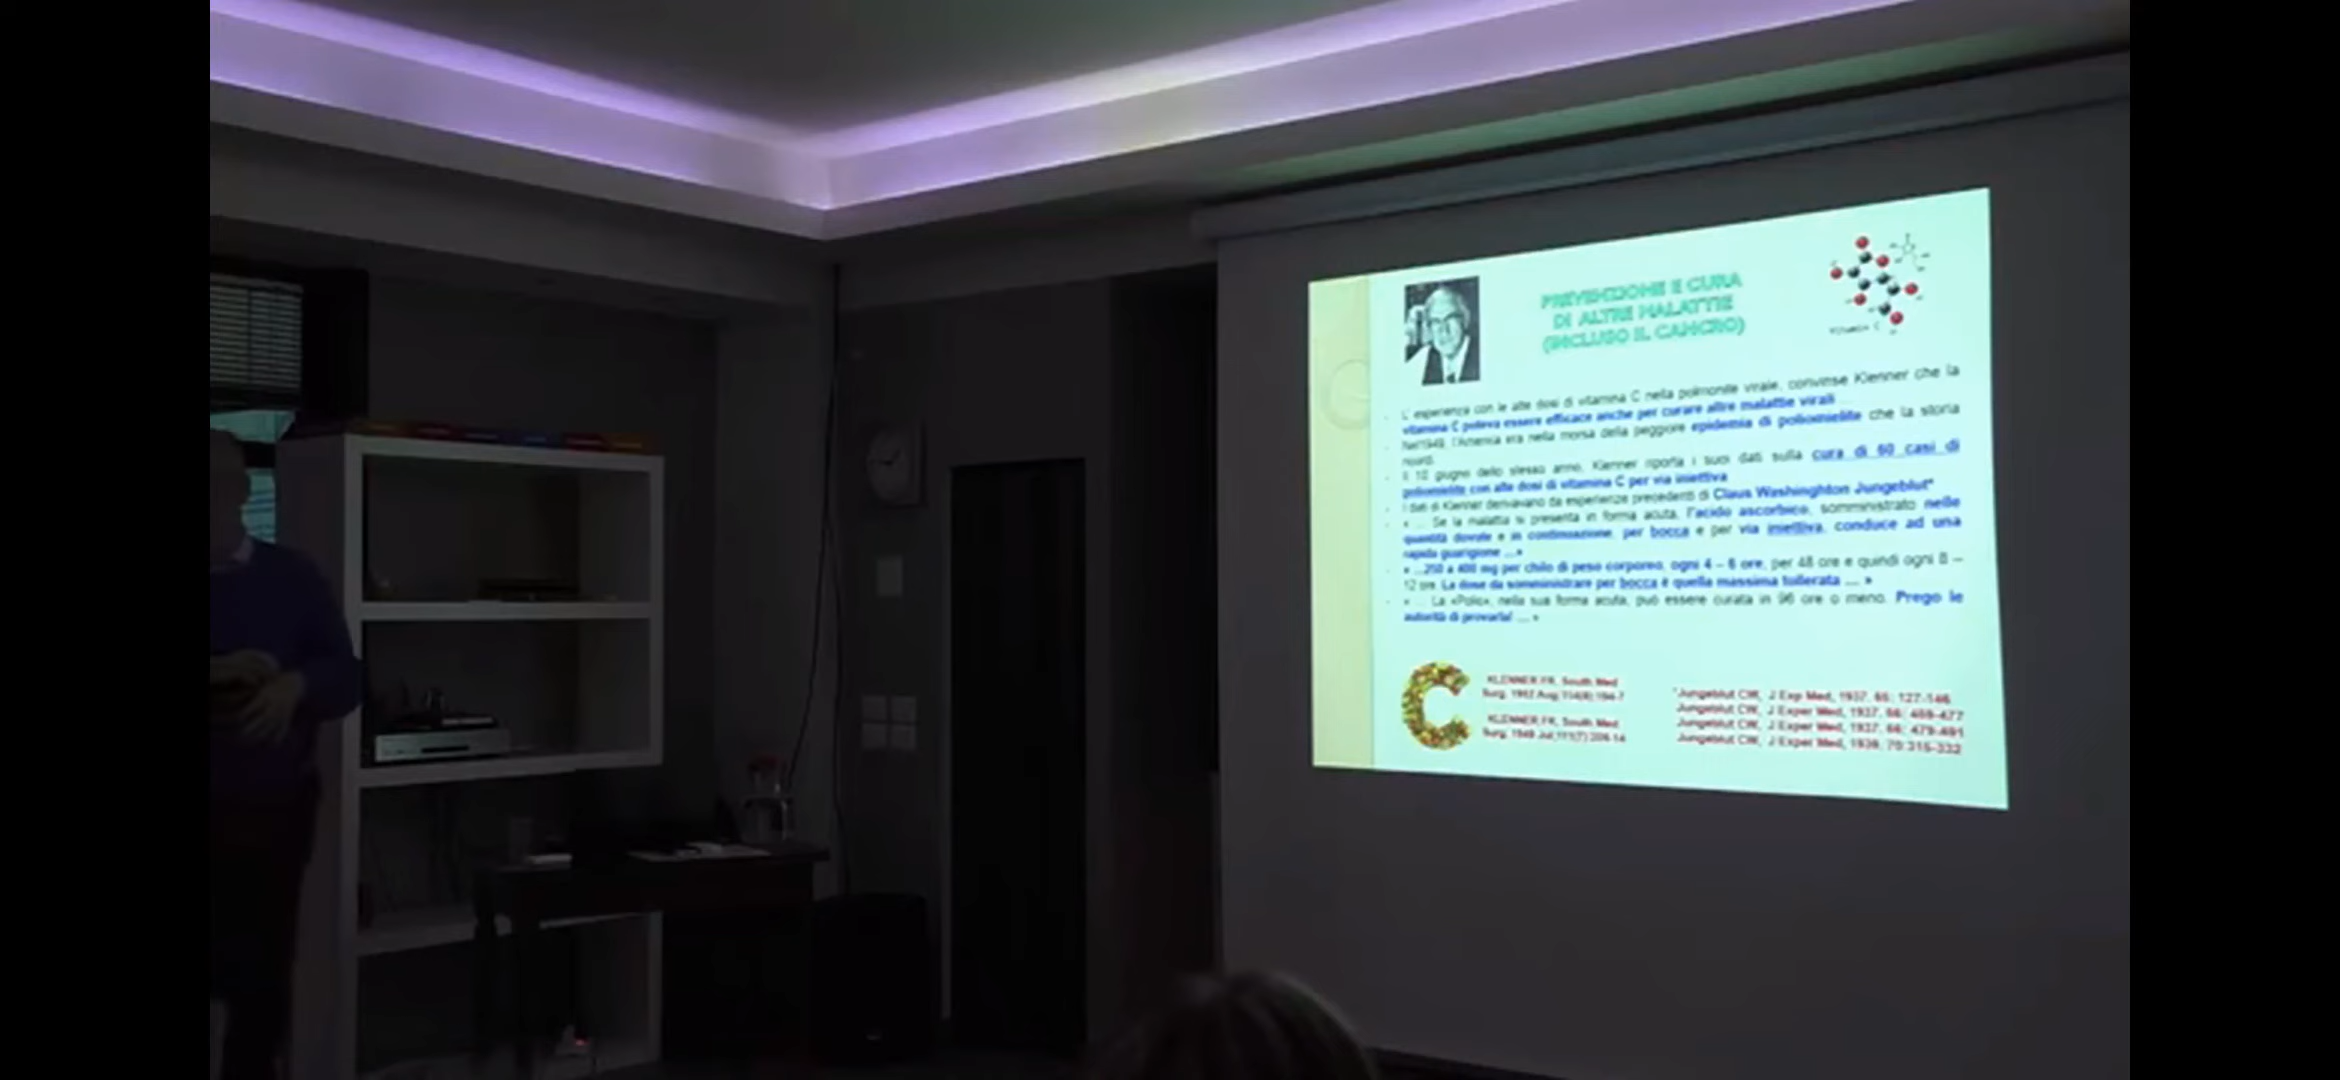 PREVENZIONE E CURA
DI ALTRE MALATTIE
(INCLUSO IL CANCRO)
Vitamin C
L' esperienza con le alte dosi di vitamina C nella polmonite virale, convinse Klenner che la
vitamina C poteva essere efficace anche per curare altre malattie virali
Nel 1949, l'America era nella morsa della peggiore epidemia di poliomielite che la storia
ricordi
Il 10 giugno dello stesso anno, Klenner riporta i suoi dati sulla cura di 60 casi di
poliomielite con alte dosi di vitamina C per via iniettiva
I dati di Klenner derivavano da esperienze precedenti di Claus Washinghton Jungeblut*
« ... Se la malattia si presenta in forma acuta, l'acido ascorbico, somministrato nelle
quantità dovute e in continuazione, per bocca e per via iniettiva, conduce ad una
rapida guarigione ...»
« ...250 a 400 mg per chilo di peso corporeo, ogni 4 – 6 ore, per 48 ore e quindi ogni 8 –
12 ore. La dose da somministrare per bocca è quella massima tollerata ... »
« ... La «Polio», nella sua forma acuta, può essere curata in 96 ore o meno. Prego le
autorità di provarla! ... »
KLENNER FR, South Med
Surg.
KLENNER FR, South Med
Surg. 1949 Jul;111(7)
*Jungeblut CW, J Exp Med, 1937, 65: 127-146
Jungeblut CW, J Exper Med, 1937, 66: 459-477
Jungeblut CW, J Exper Med, 1937, 66: 479-491
Jungeblut CW, J Exper Med, 1939, 70:315-332